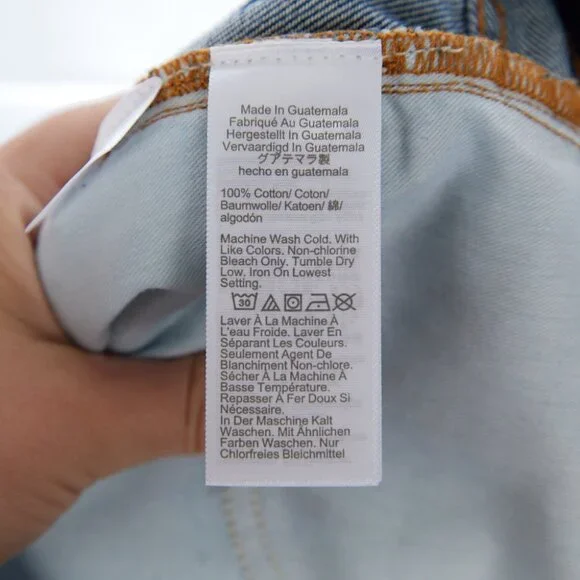 Made In Guatemala
Fabriqué Au Guatemala
Hergestellt In Guatemala
Vervaardigd In Guatemala
グアテマラ製
hecho en guatemala
100% Cotton/ Coton/
Baumwolle/ Katoen/ 綿/
algodón
Machine Wash Cold. With
Like Colors. Non-chlorine
Bleach Only. Tumble Dry
Low. Iron On Lowest
Setting.
30
Laver À La Machine À
L'eau Froide. Laver En
Séparant Les Couleurs.
Seulement Agent De
Blanchiment Non-chlore.
Sécher À La Machine À
Basse Température.
Repasser À Fer Doux Si
Nécessaire.
In Der Maschine Kalt
Waschen. Mit Ähnlichen
Farben Waschen. Nur
Chlorfreies Bleichmittel